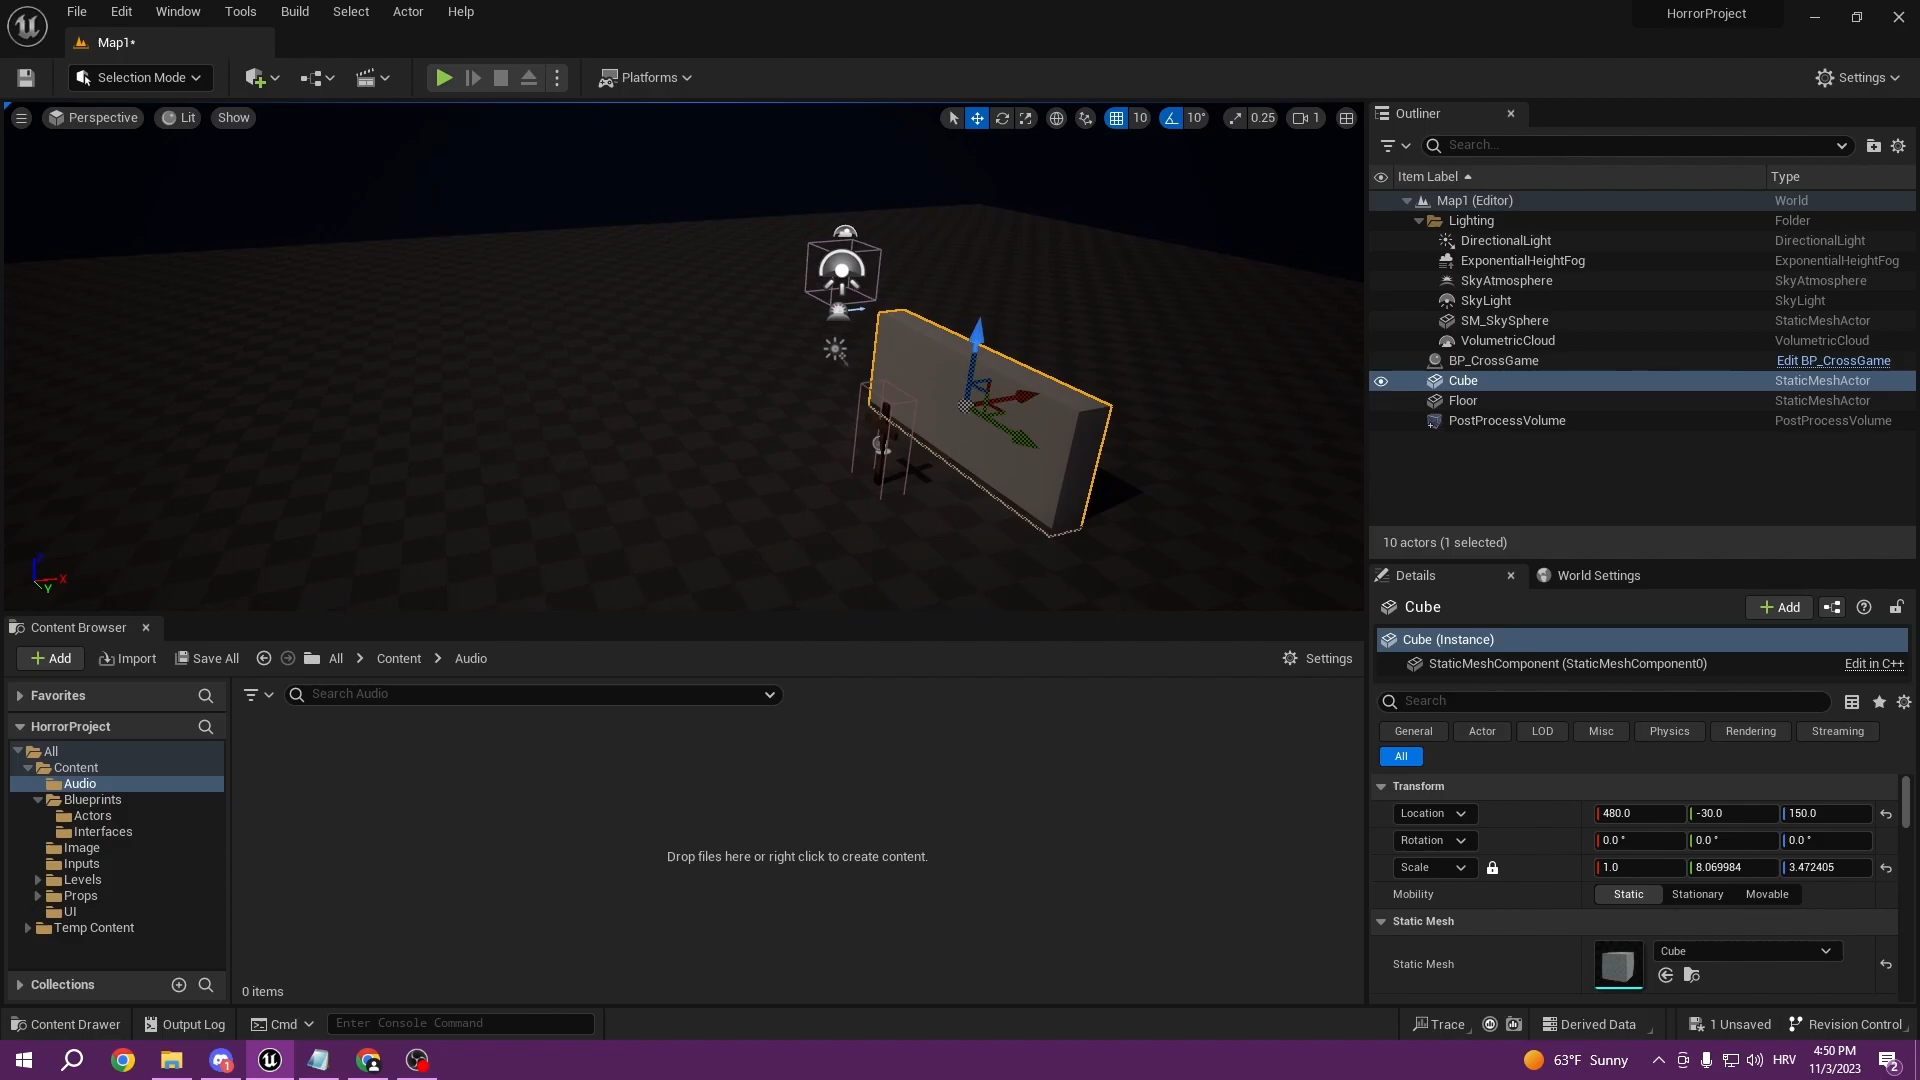 File Edit Window Tools Build Select Actor Help
HorrorProject
Map1*
Selection Mode
Platforms
Settings
Perspective
Lit
Show
10
10°
0.25
1
Outliner
Search...
Item Label
Type
Map1 (Editor) World
Lighting Folder
DirectionalLight DirectionalLight
ExponentialHeightFog ExponentialHeightFog
SkyAtmosphere SkyAtmosphere
SkyLight SkyLight
SM_SkySphere StaticMeshActor
VolumetricCloud VolumetricCloud
BP_CrossGame Edit BP_CrossGame
Cube StaticMeshActor
Floor StaticMeshActor
PostProcessVolume PostProcessVolume
10 actors (1 selected)
X
Y
Details
World Settings
Cube
Add
Cube (Instance)
StaticMeshComponent (StaticMeshComponent0)
Edit in C++
Search
General Actor LOD Misc Physics Rendering Streaming
All
Transform
Location 480.0 -30.0 150.0
Rotation 0.0 ° 0.0 ° 0.0 °
Scale 1.0 8.069984 3.472405
Mobility Static Stationary Movable
Static Mesh
Static Mesh Cube
Content Browser
Add Import Save All All Content Audio Settings
Favorites
Search Audio
HorrorProject
All
Content
Audio
Blueprints
Actors
Interfaces
Image
Inputs
Levels
Props
UI
Temp Content
Collections
Drop files here or right click to create content.
0 items
Content Drawer Output Log Cmd Enter Console Command Trace Derived Data 1 Unsaved Revision Control
1
63°F Sunny
HRV
4:50 PM
11/3/2023
2